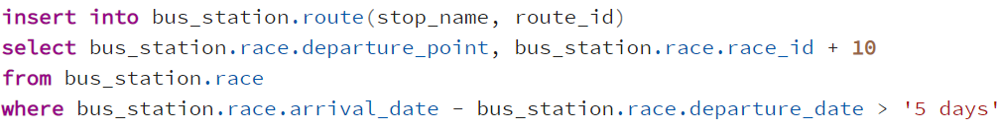 insert into bus_station.route(stop_name, route_id)
select bus_station.race.departure_point, bus_station.race.race_id + 10
from bus_station.race
where bus_station.race.arrival_date - bus_station.race.departure_date > '5 days'